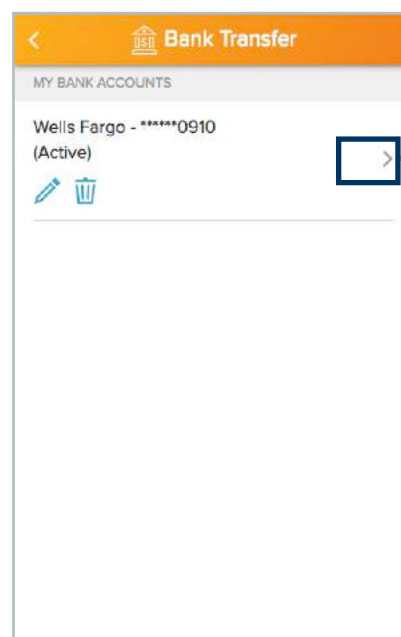 Bank Transfer
MY BANK ACCOUNTS
Wells Fargo - ******0910
(Active)